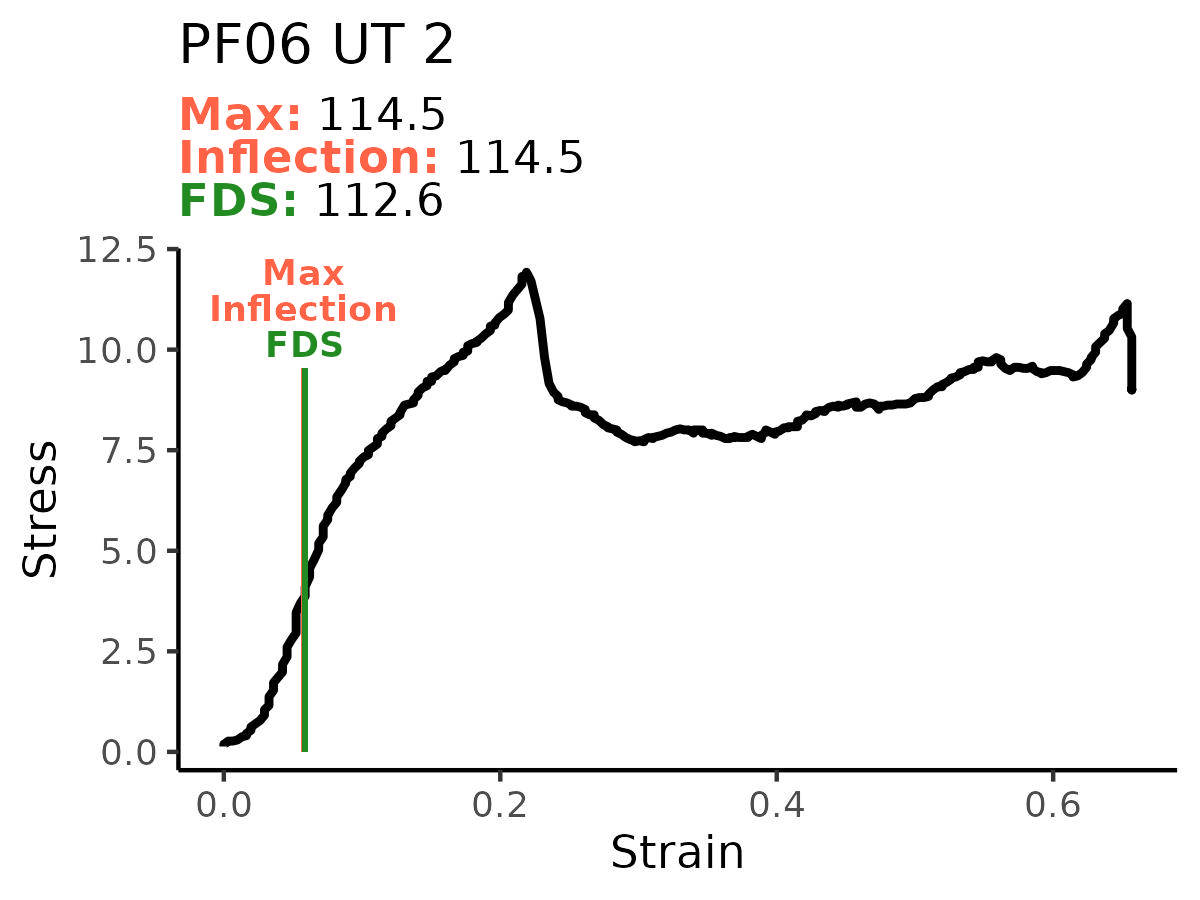 PF06 UT 2
Max: 114.5
Inflection: 114.5
FDS: 112.6
12.5
10.0
7.5
5.0
2.5
0.0
Stress
Max
Inflection
FDS
0.0 0.2 0.4 0.6
Strain